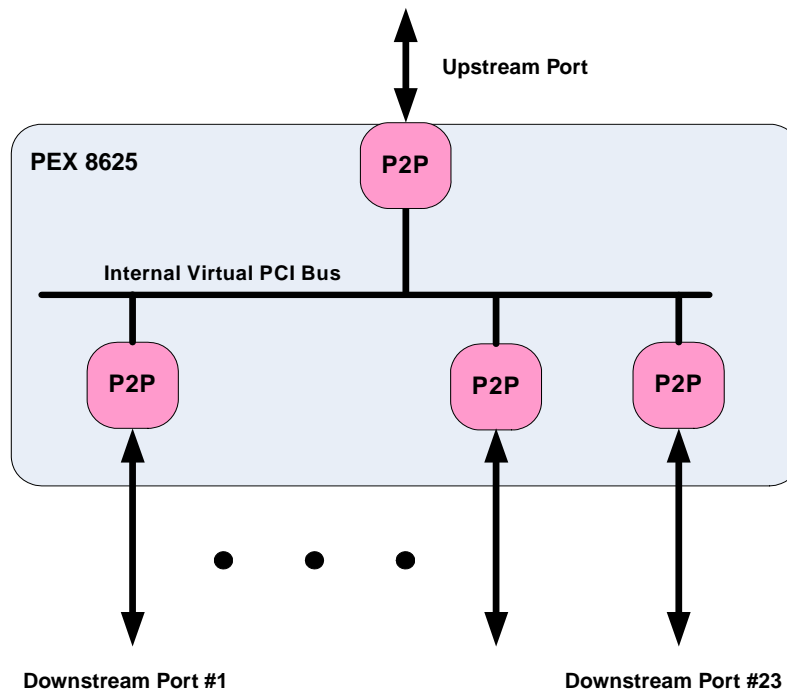 Upstream Port
PEX 8625
P2P
Internal Virtual PCI Bus
P2P
P2P
P2P
Downstream Port #1
Downstream Port #23